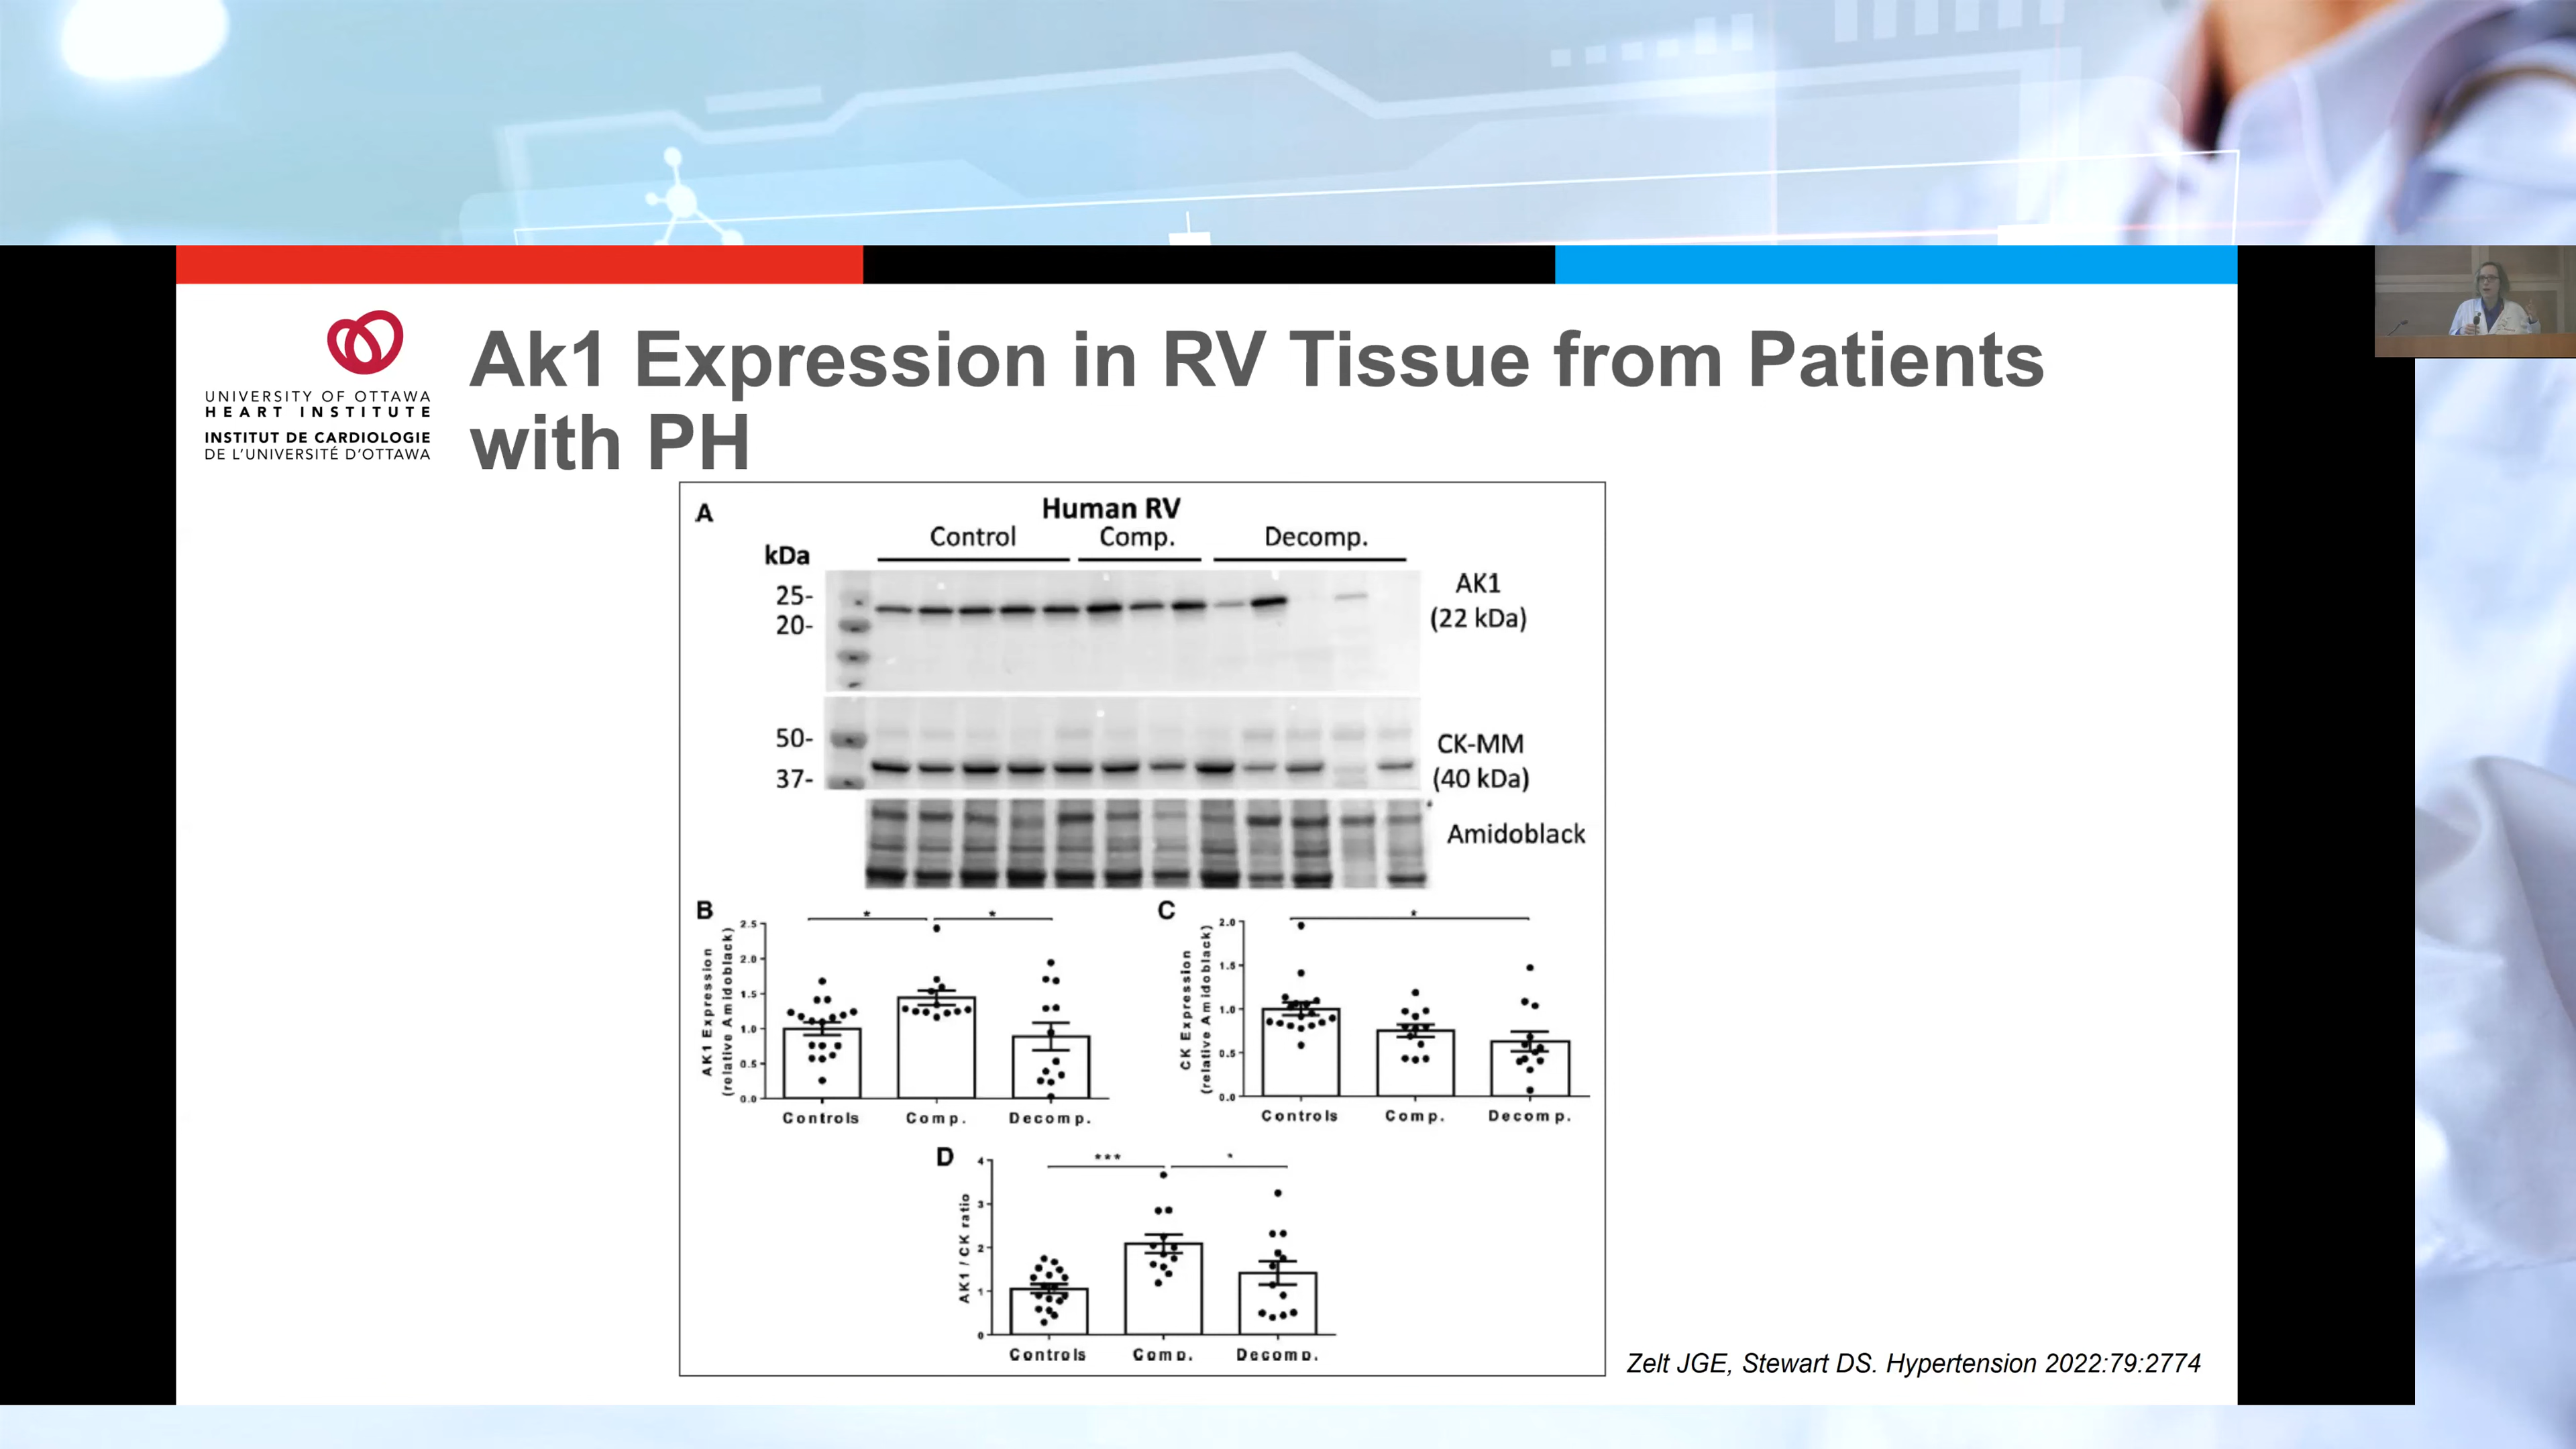 UNIVERSITY OF OTTAWA
HEART INSTITUTE
INSTITUT DE CARDIOLOGIE
DE L'UNIVERSITÉ D'OTTAWA
Ak1 Expression in RV Tissue from Patients
with PH
A
Human RV
Control Comp. Decomp.
kDa
25-
20-
AK1
(22 kDa)
50-
37-
CK-MM
(40 kDa)
Amidoblack
B
* *
AK1 Expression
(relative Amidoblack)
2.5
2.0
1.5
1.0
0.5
0.0
Controls Comp. Decomp.
C
*
CK Expression
(relative Amidoblack)
2.0
1.5
1.0
0.5
0.0
Controls Comp. Decomp.
D
*** *
AK1 / CK ratio
4
3
2
1
0
Controls Comp. Decomp.
Zelt JGE, Stewart DS. Hypertension 2022:79:2774